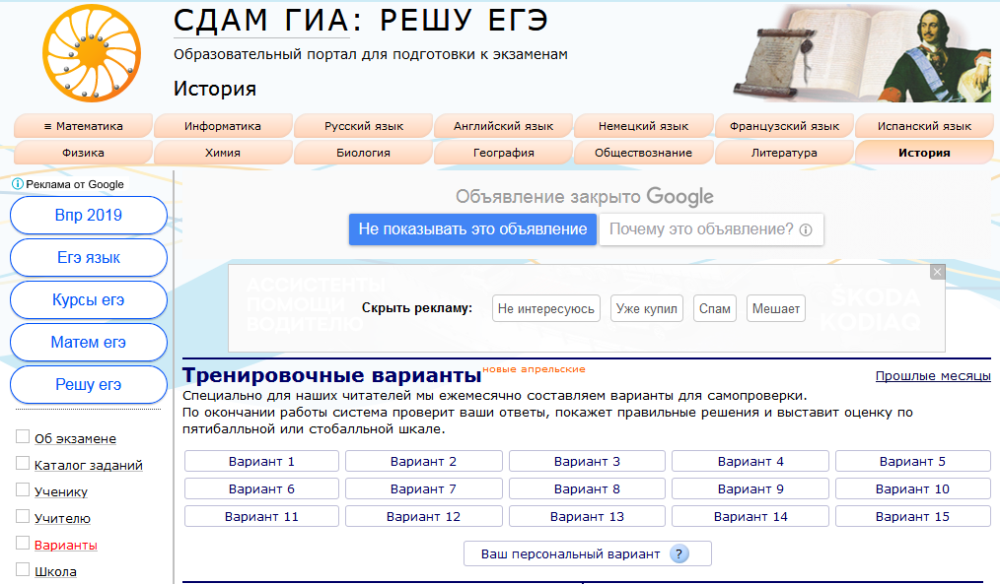 СДАМ ГИА: РЕШУ ЕГЭ
Образовательный портал для подготовки к экзаменам
История
≡ Математика Информатика Русский язык Английский язык Немецкий язык Французский язык Испанский язык
Физика Химия Биология География Обществознание Литература История
Реклама от Google
Впр 2019
Егэ язык
Курсы егэ
Матем егэ
Решу егэ
Об экзамене
Каталог заданий
Ученику
Учителю
Варианты
Школа
Объявление закрыто Google
Не показывать это объявление Почему это объявление?
АССИСТЕНТЫ
ПОМОЩИ
ВОДИТЕЛЮ
Скрыть рекламу: Не интересуюсь Уже купил Спам Мешает
ŠKODA
KODIAQ
Тренировочные варианты новые апрельские Прошлые месяцы
Специально для наших читателей мы ежемесячно составляем варианты для самопроверки.
По окончании работы система проверит ваши ответы, покажет правильные решения и выставит оценку по
пятибалльной или стобалльной шкале.
Вариант 1 Вариант 2 Вариант 3 Вариант 4 Вариант 5
Вариант 6 Вариант 7 Вариант 8 Вариант 9 Вариант 10
Вариант 11 Вариант 12 Вариант 13 Вариант 14 Вариант 15
Ваш персональный вариант ?